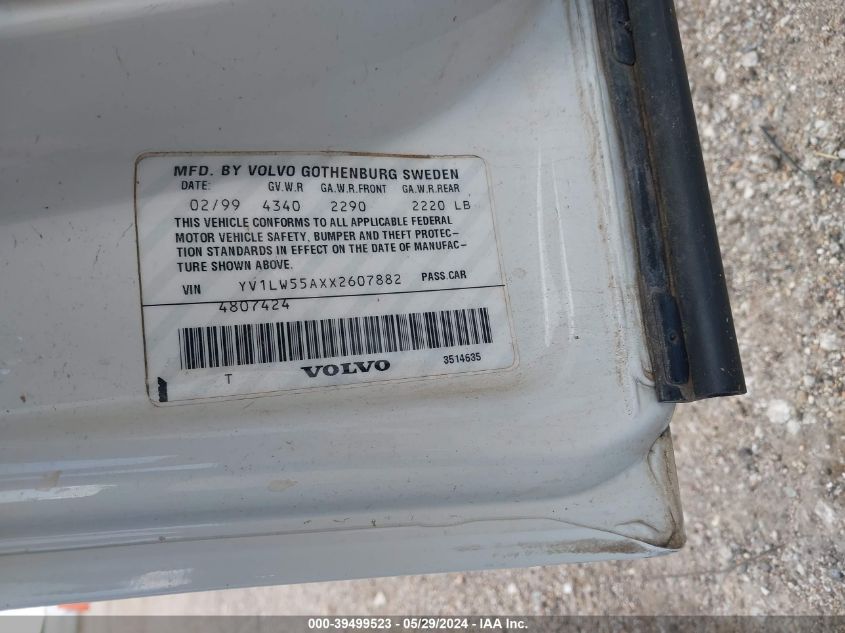 MFD. BY VOLVO GOTHENBURG SWEDEN
DATE: GV.W.R GA.W.R.FRONT GA.W.R.REAR
02/99 4340 2290 2220 LB
THIS VEHICLE CONFORMS TO ALL APPLICABLE FEDERAL
MOTOR VEHICLE SAFETY, BUMPER AND THEFT PROTEC–
TION STANDARDS IN EFFECT ON THE DATE OF MANUFAC–
TURE SHOWN ABOVE.
VIN YV1LW55AXX2607882 PASS.CAR
4807424
T VOLVO 3514635
000-39499523 / 05/29/2024 / IAA Inc.